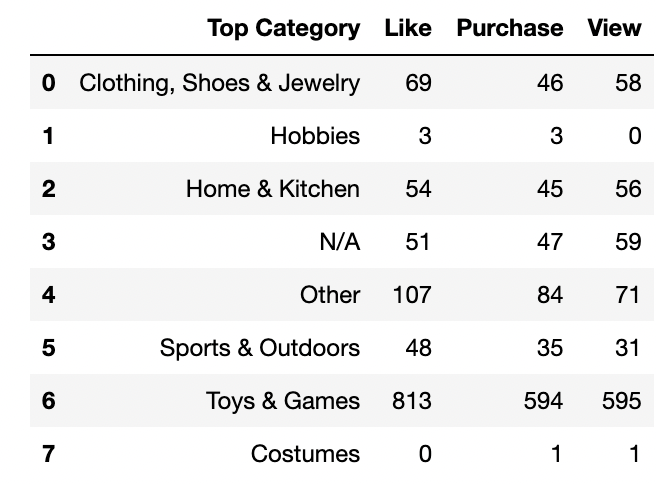 Top Category Like Purchase View
0 Clothing, Shoes & Jewelry 69 46 58
1 Hobbies 3 3 0
2 Home & Kitchen 54 45 56
3 N/A 51 47 59
4 Other 107 84 71
5 Sports & Outdoors 48 35 31
6 Toys & Games 813 594 595
7 Costumes 0 1 1